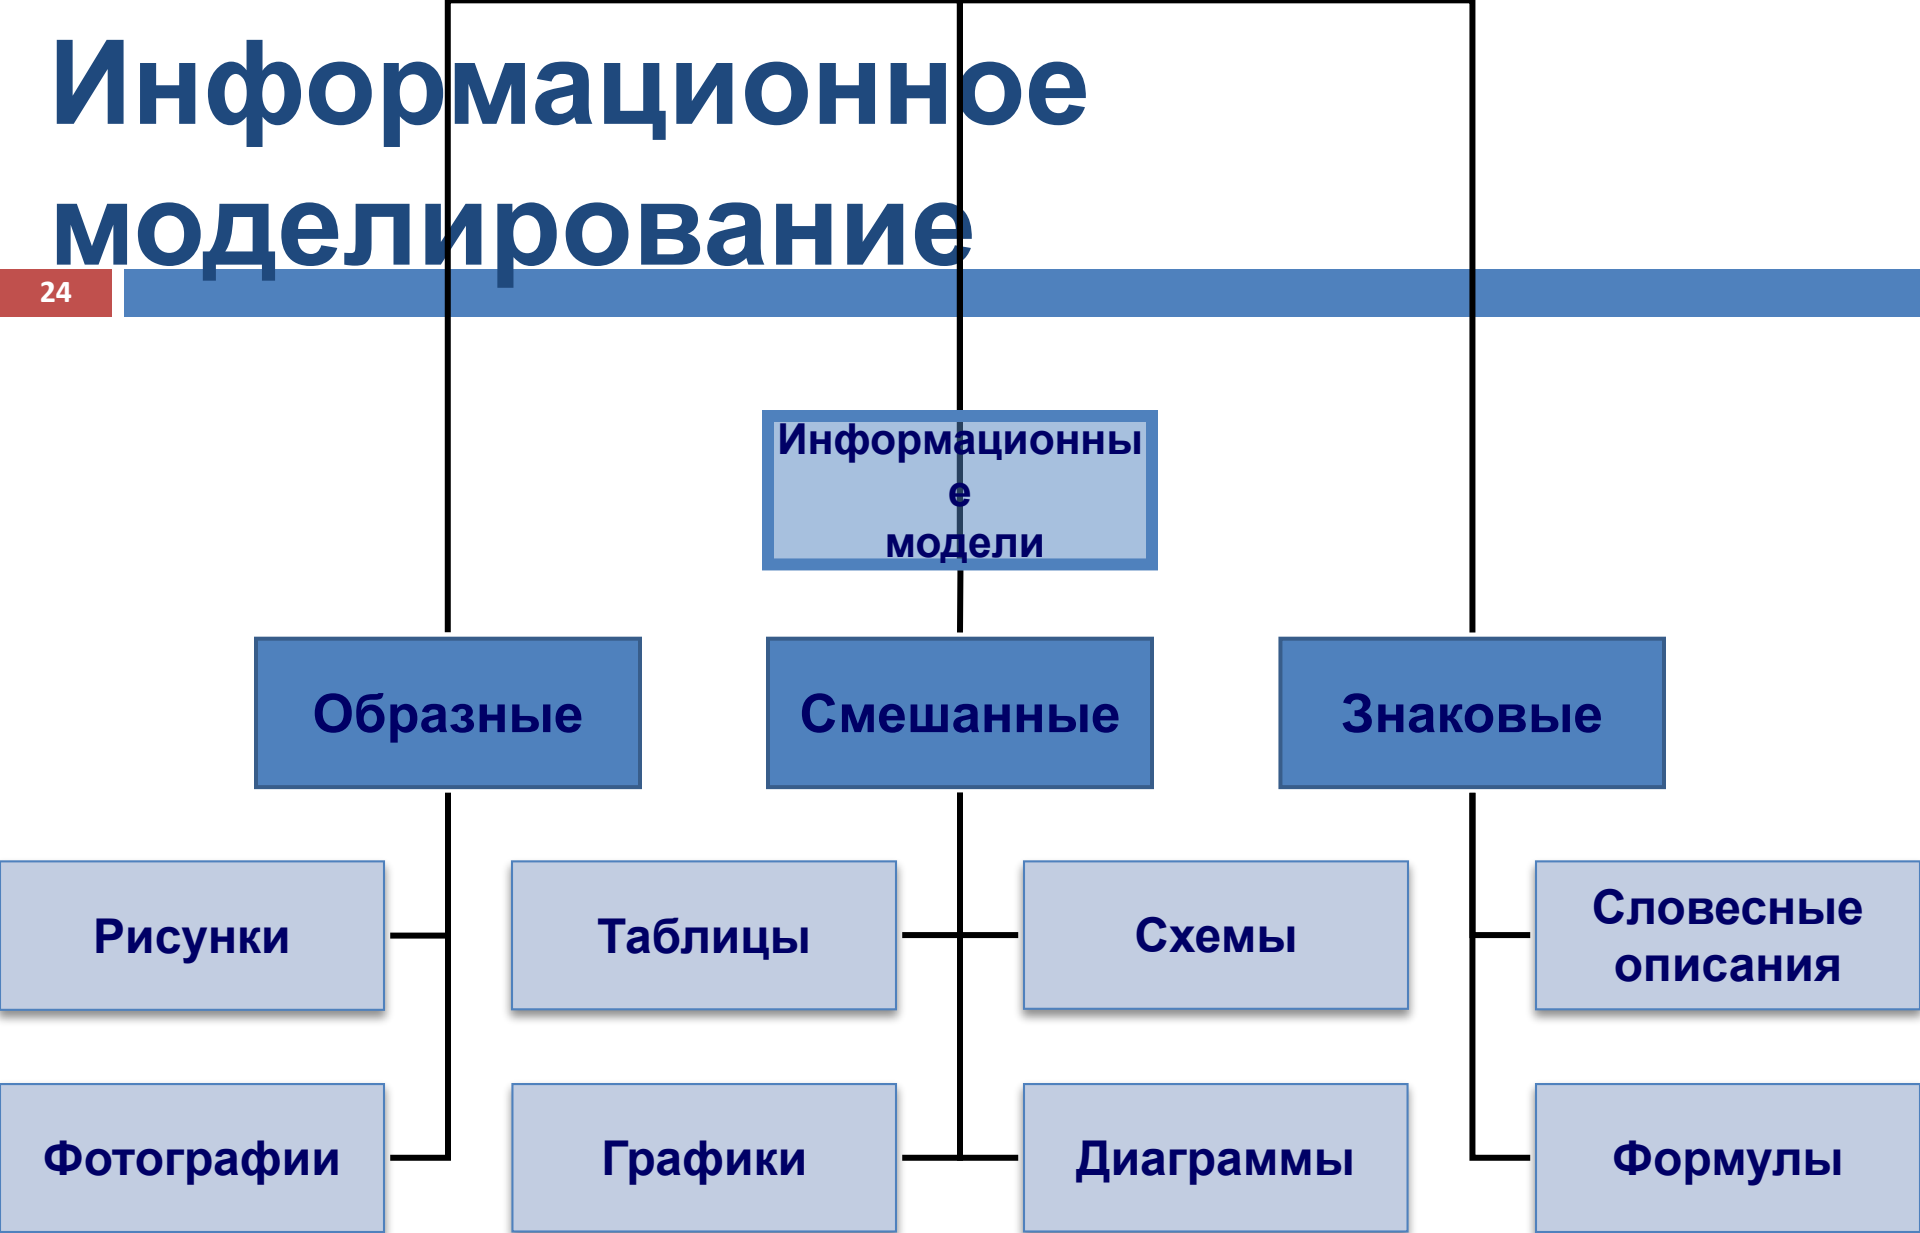 Информационное
моделирование
24
Информационны
е
модели
Образные
Смешанные
Знаковые
Рисунки
Таблицы
Схемы
Словесные
описания
Фотографии
Графики
Диаграммы
Формулы